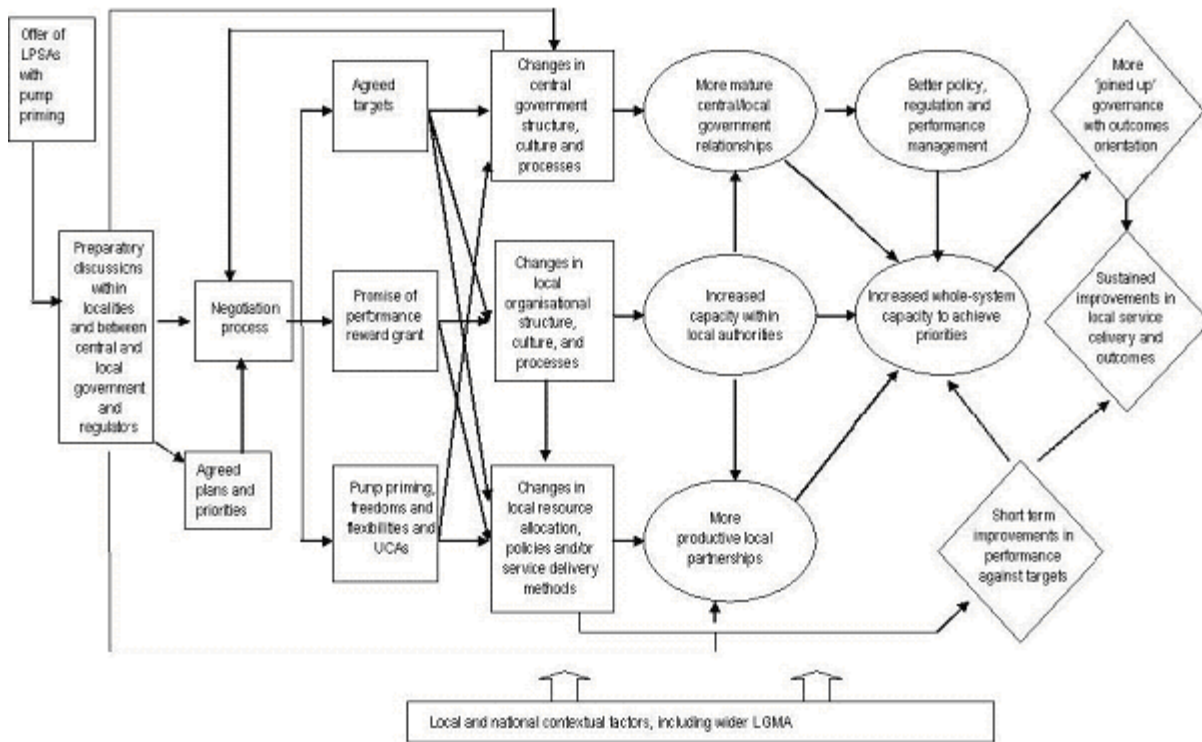 Offer of
LPSAs
with
pump
priming
Preparatory
discussions
within
localities
and between
central and
local
government
and
regulators
Negotiation
process
Agreed
plans and
priorities
Agreed
targets
Promise of
performance
reward grant
Pump priming,
freedoms and
flexibilities and
UCAs
Changes in
central
government
structure,
culture and
processes
Changes in
local
organisational
structure,
culture, and
processes
Changes in
local resource
allocation,
policies and/or
service delivery
methods
More mature
central/local
government
relationships
Increased
capacity within
local authorities
More
productive local
partnerships
Better policy,
regulation and
performance
management
Increased whole-system
capacity to achieve
priorities
More
'joined up'
governance
with outcomes
orientation
Sustained
improvements in
local service
delivery and
outcomes
Short term
improvements in
performance
against targets
Local and national contextual factors, including wider LGMA